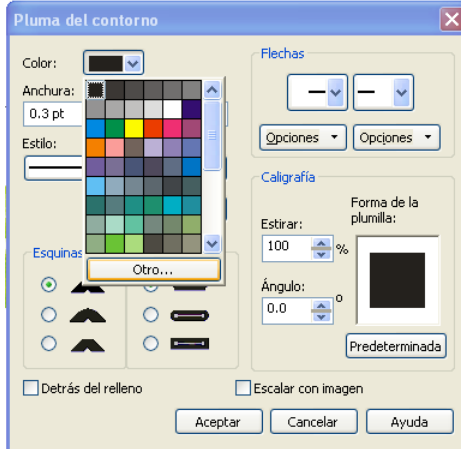 Pluma del contorno
Color:
Anchura:
0.3 pt
Estilo:
Otro...
Esquinas
Flechas
Opciones
Opciones
Caligrafía
Estirar:
100 %
Ángulo:
0.0 °
Forma de la
plumilla:
Predeterminada
Detrás del relleno
Escalar con imagen
Aceptar
Cancelar
Ayuda